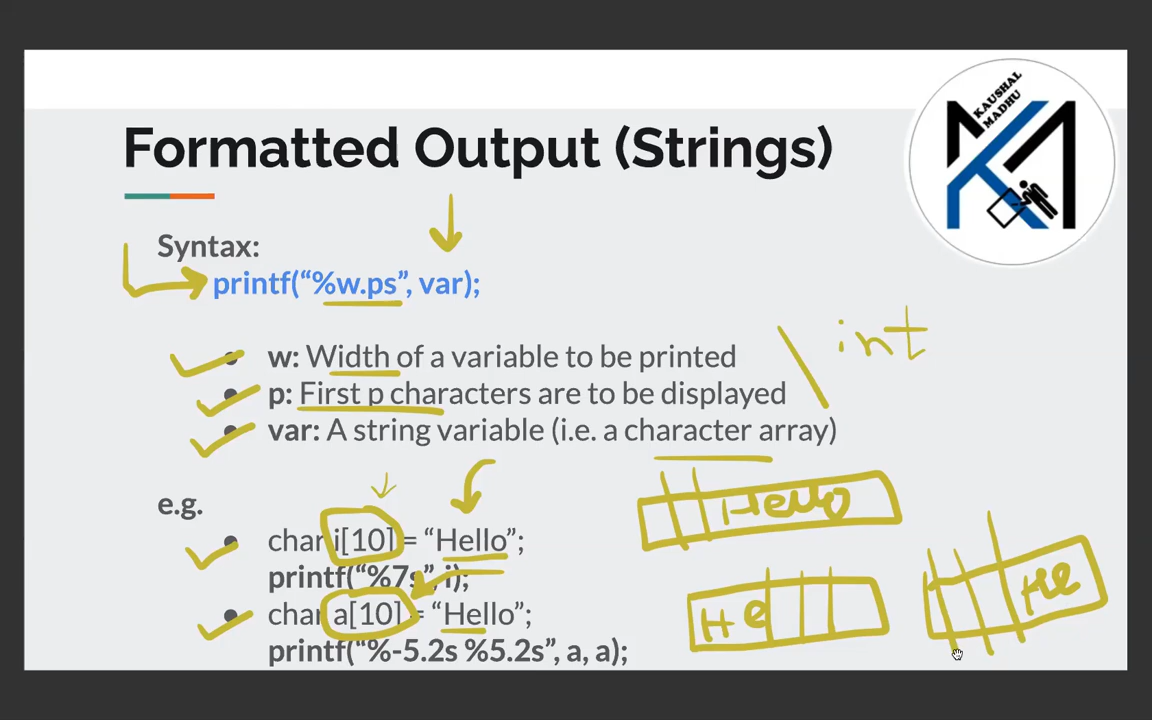 KAUSHAL
MADHU
Formatted Output (Strings)
Syntax:
printf(“%w.ps”, var);
int
● w: Width of a variable to be printed
● p: First p characters are to be displayed
● var: A string variable (i.e. a character array)
e.g.
Hello
● char i[10] = “Hello”;
printf(“%7s”, i);
● char a[10] = “Hello”;
He
He
printf(“%-5.2s %5.2s”, a, a);